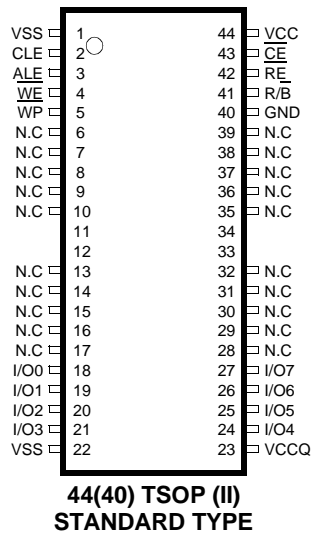 VSS 1 44 VCC
CLE 2 43 CE
ALE 3 42 RE
WE 4 41 R/B
WP 5 40 GND
N.C 6 39 N.C
N.C 7 38 N.C
N.C 8 37 N.C
N.C 9 36 N.C
N.C 10 35 N.C
11 34
12 33
N.C 13 32 N.C
N.C 14 31 N.C
N.C 15 30 N.C
N.C 16 29 N.C
N.C 17 28 N.C
I/O0 18 27 I/O7
I/O1 19 26 I/O6
I/O2 20 25 I/O5
I/O3 21 24 I/O4
VSS 22 23 VCCQ
44(40) TSOP (II)
STANDARD TYPE